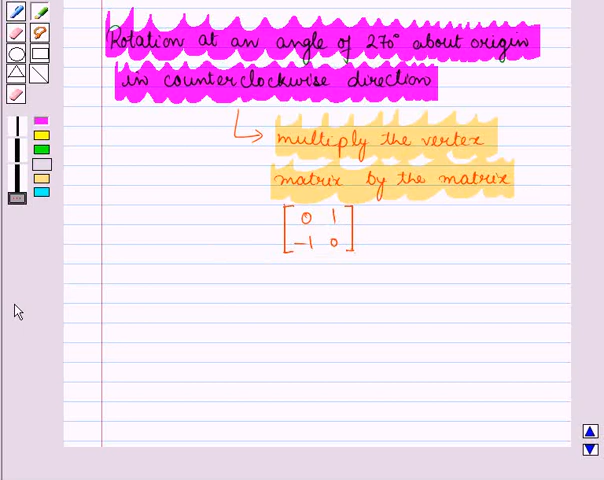 Rotation at an angle of 270° about origin
in counterclockwise direction
multiply the vertex
matrix by the matrix
0 1
-1 0